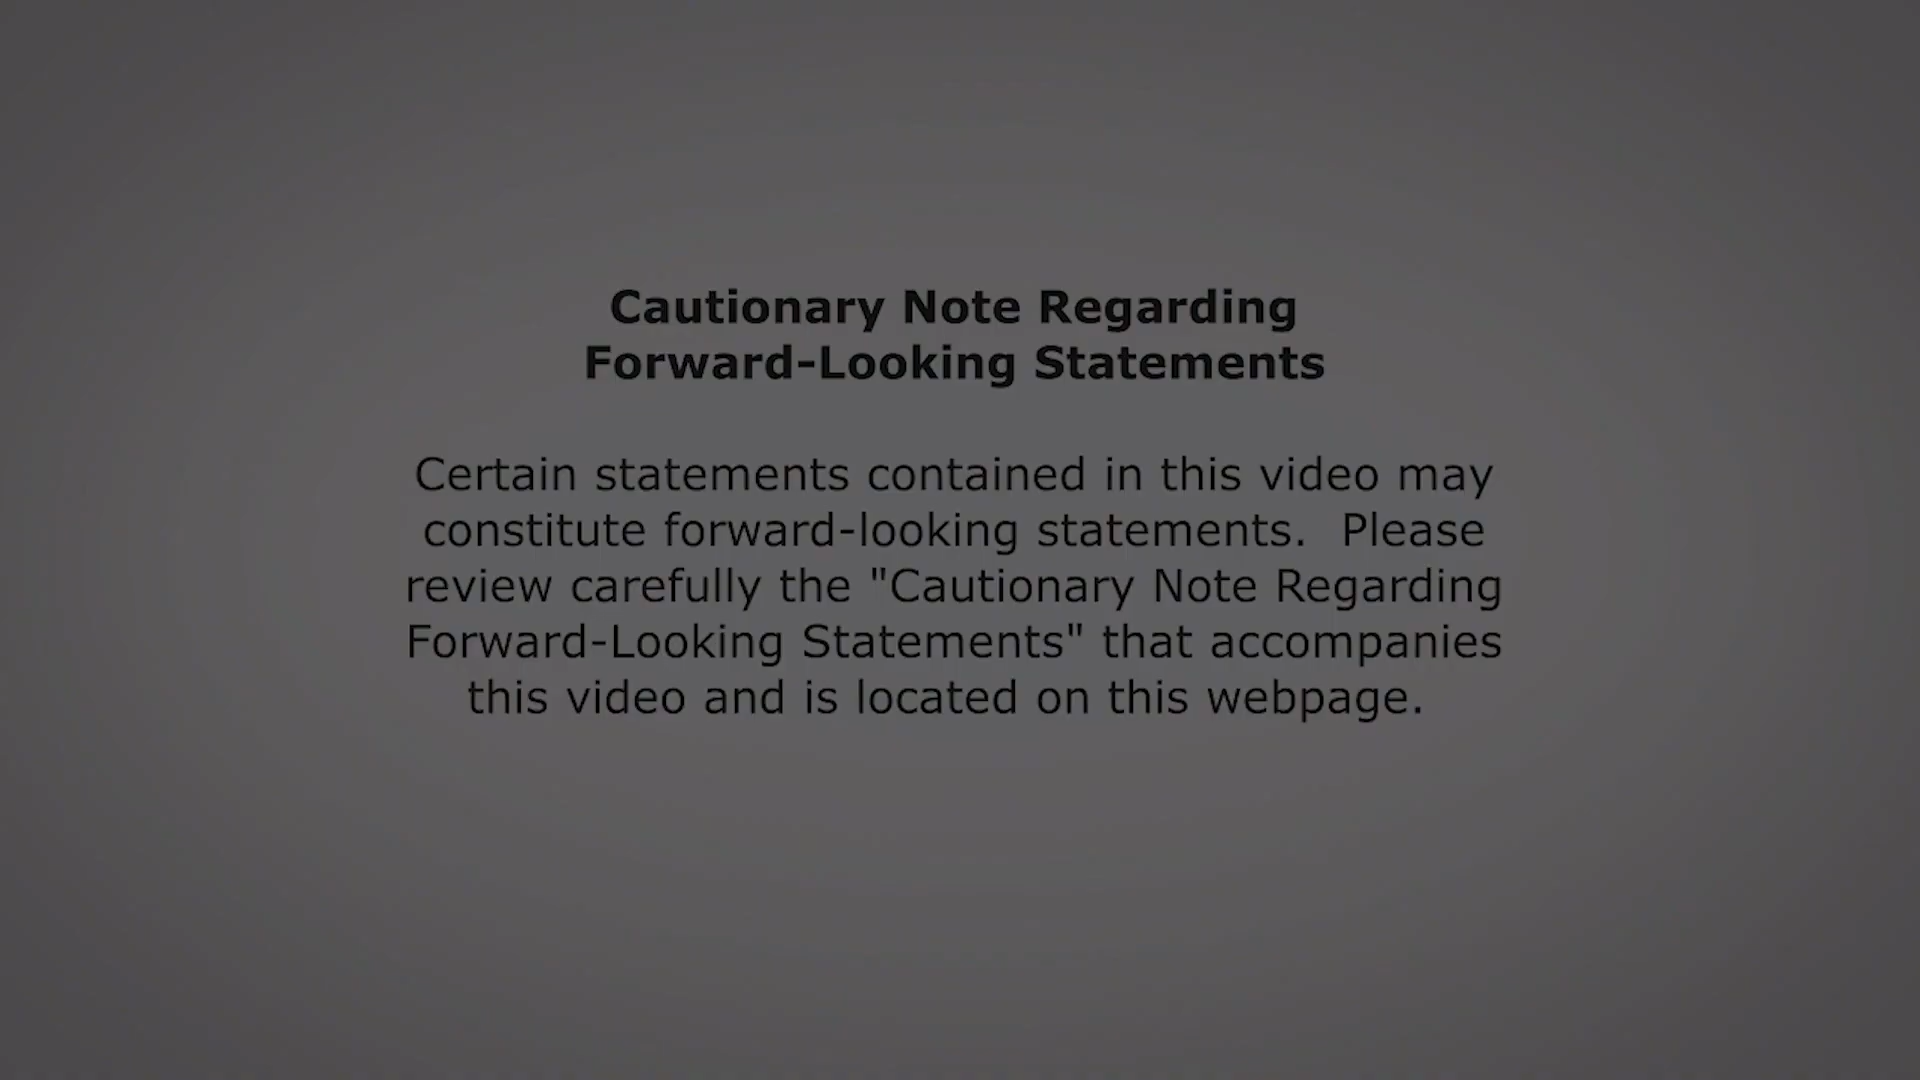 Cautionary Note Regarding
Forward-Looking Statements
Certain statements contained in this video may
constitute forward-looking statements.  Please
review carefully the "Cautionary Note Regarding
Forward-Looking Statements" that accompanies
this video and is located on this webpage.